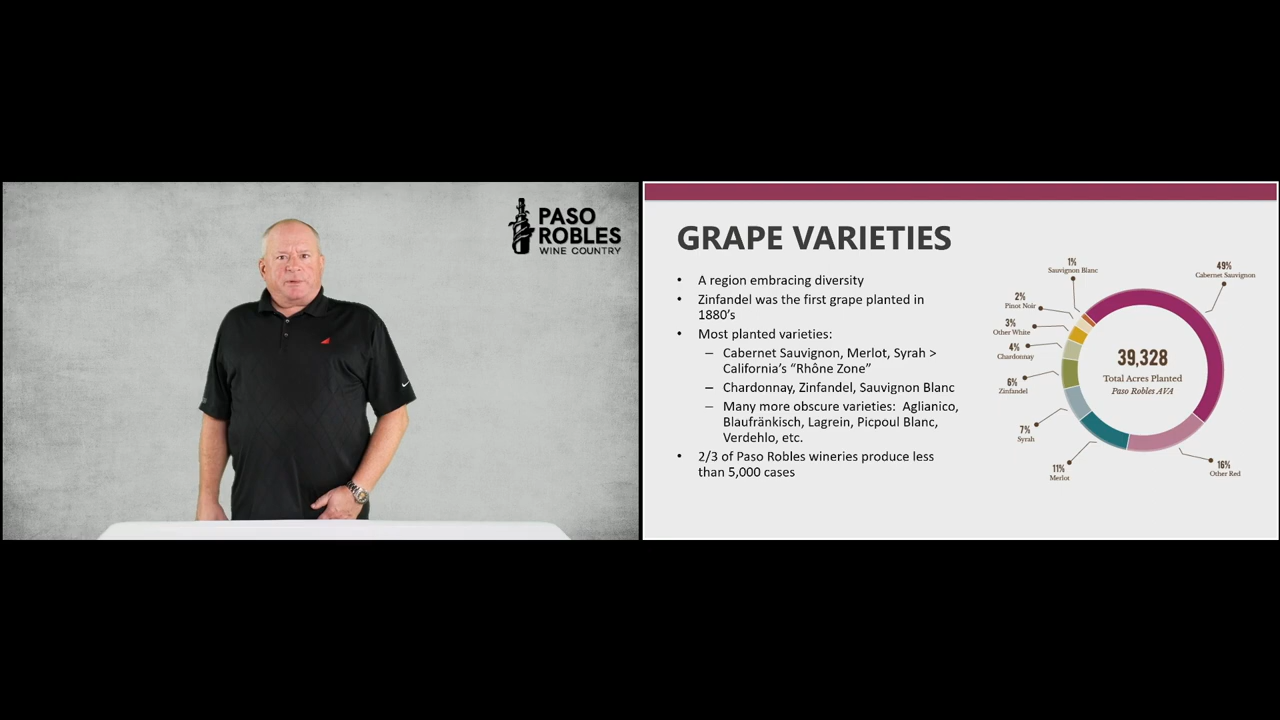 PASO
ROBLES
WINE COUNTRY
GRAPE VARIETIES
• A region embracing diversity
• Zinfandel was the first grape planted in
1880's
• Most planted varieties:
– Cabernet Sauvignon, Merlot, Syrah >
California's "Rhône Zone"
– Chardonnay, Zinfandel, Sauvignon Blanc
– Many more obscure varieties: Aglianico,
Blaufränkisch, Lagrein, Picpoul Blanc,
Verdehlo, etc.
• 2/3 of Paso Robles wineries produce less
than 5,000 cases
1%
Sauvignon Blanc
49%
Cabernet Sauvignon
2%
Pinot Noir
3%
Other White
4%
Chardonnay
6%
Zinfandel
7%
Syrah
11%
Merlot
16%
Other Red
39,328
Total Acres Planted
Paso Robles AVA